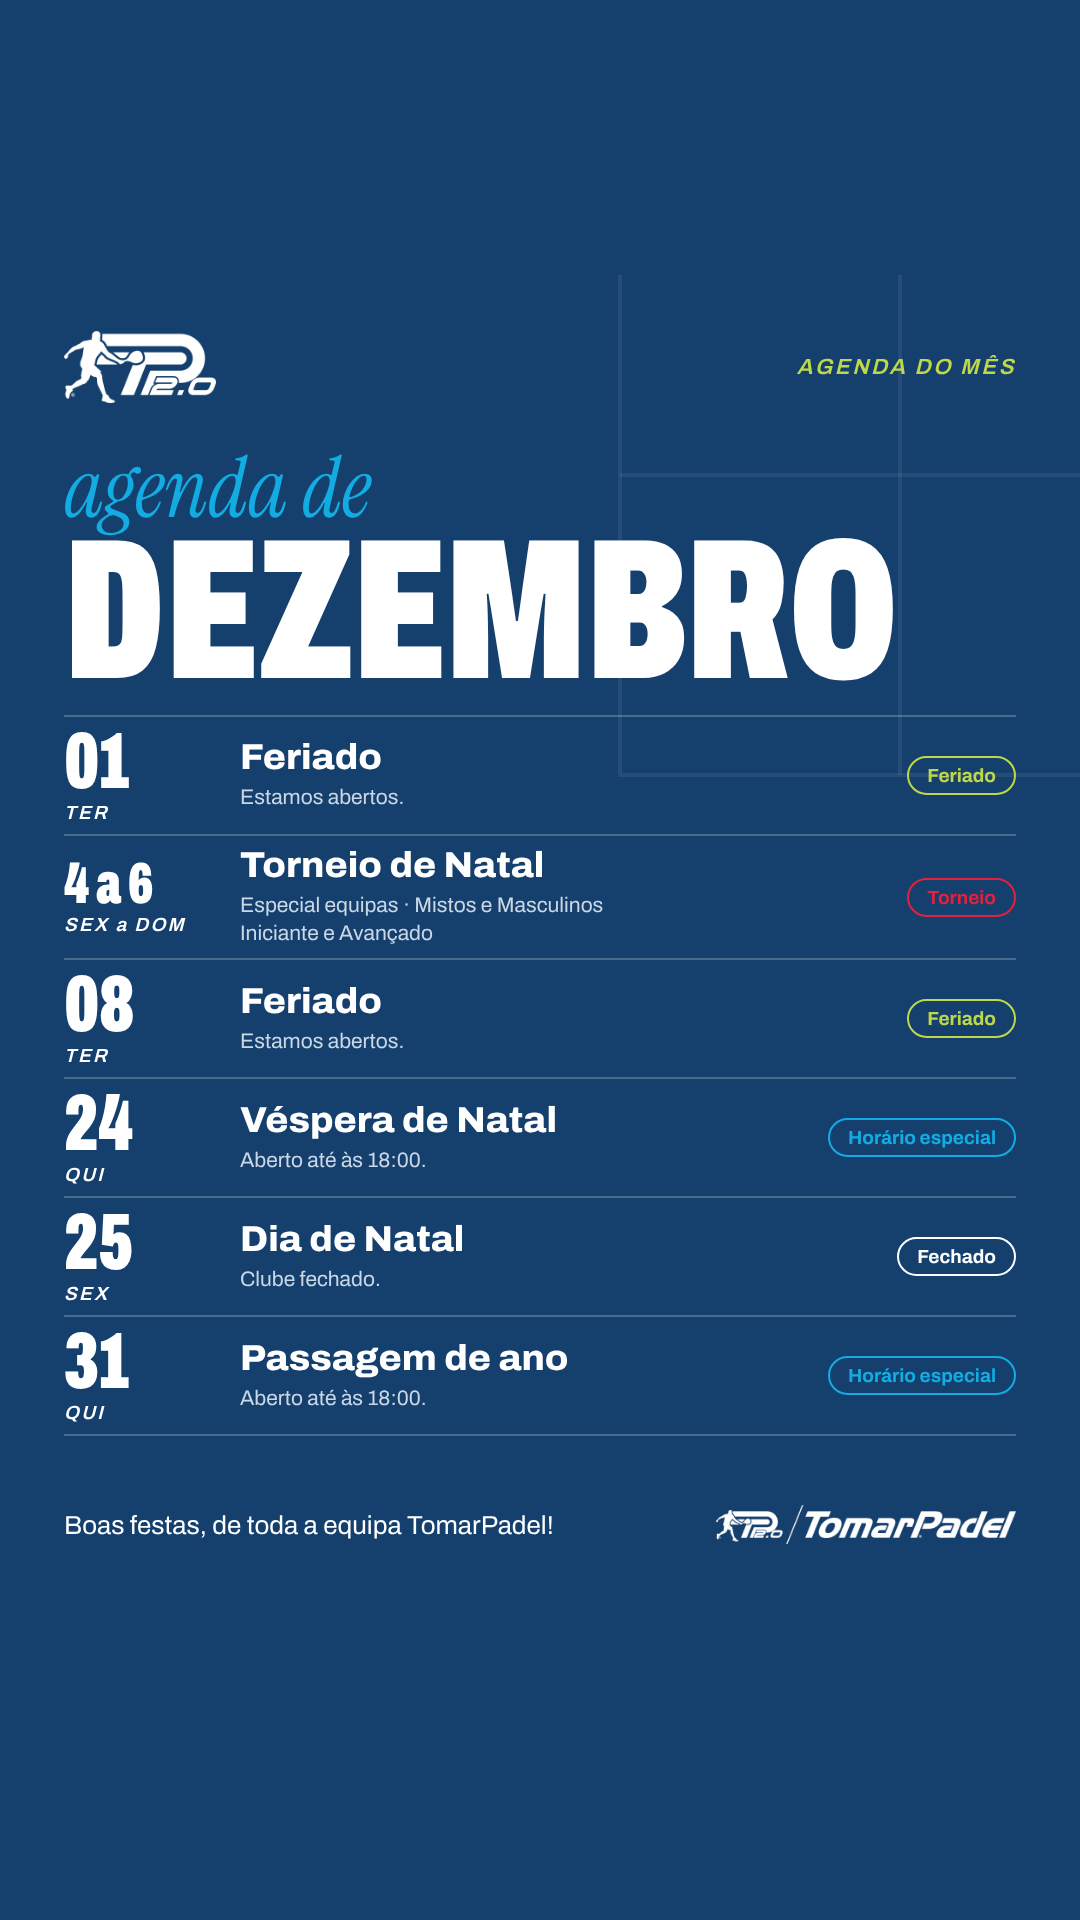 TP2.0
AGENDA DO MÊS
agenda de
DEZEMBRO
01
TER
Feriado
Estamos abertos.
Feriado
4 a 6
SEX a DOM
Torneio de Natal
Especial equipas · Mistos e Masculinos
Iniciante e Avançado
Torneio
08
TER
Feriado
Estamos abertos.
Feriado
24
QUI
Véspera de Natal
Aberto até às 18:00.
Horário especial
25
SEX
Dia de Natal
Clube fechado.
Fechado
31
QUI
Passagem de ano
Aberto até às 18:00.
Horário especial
Boas festas, de toda a equipa TomarPadel!
TP2.0 / TomarPadel